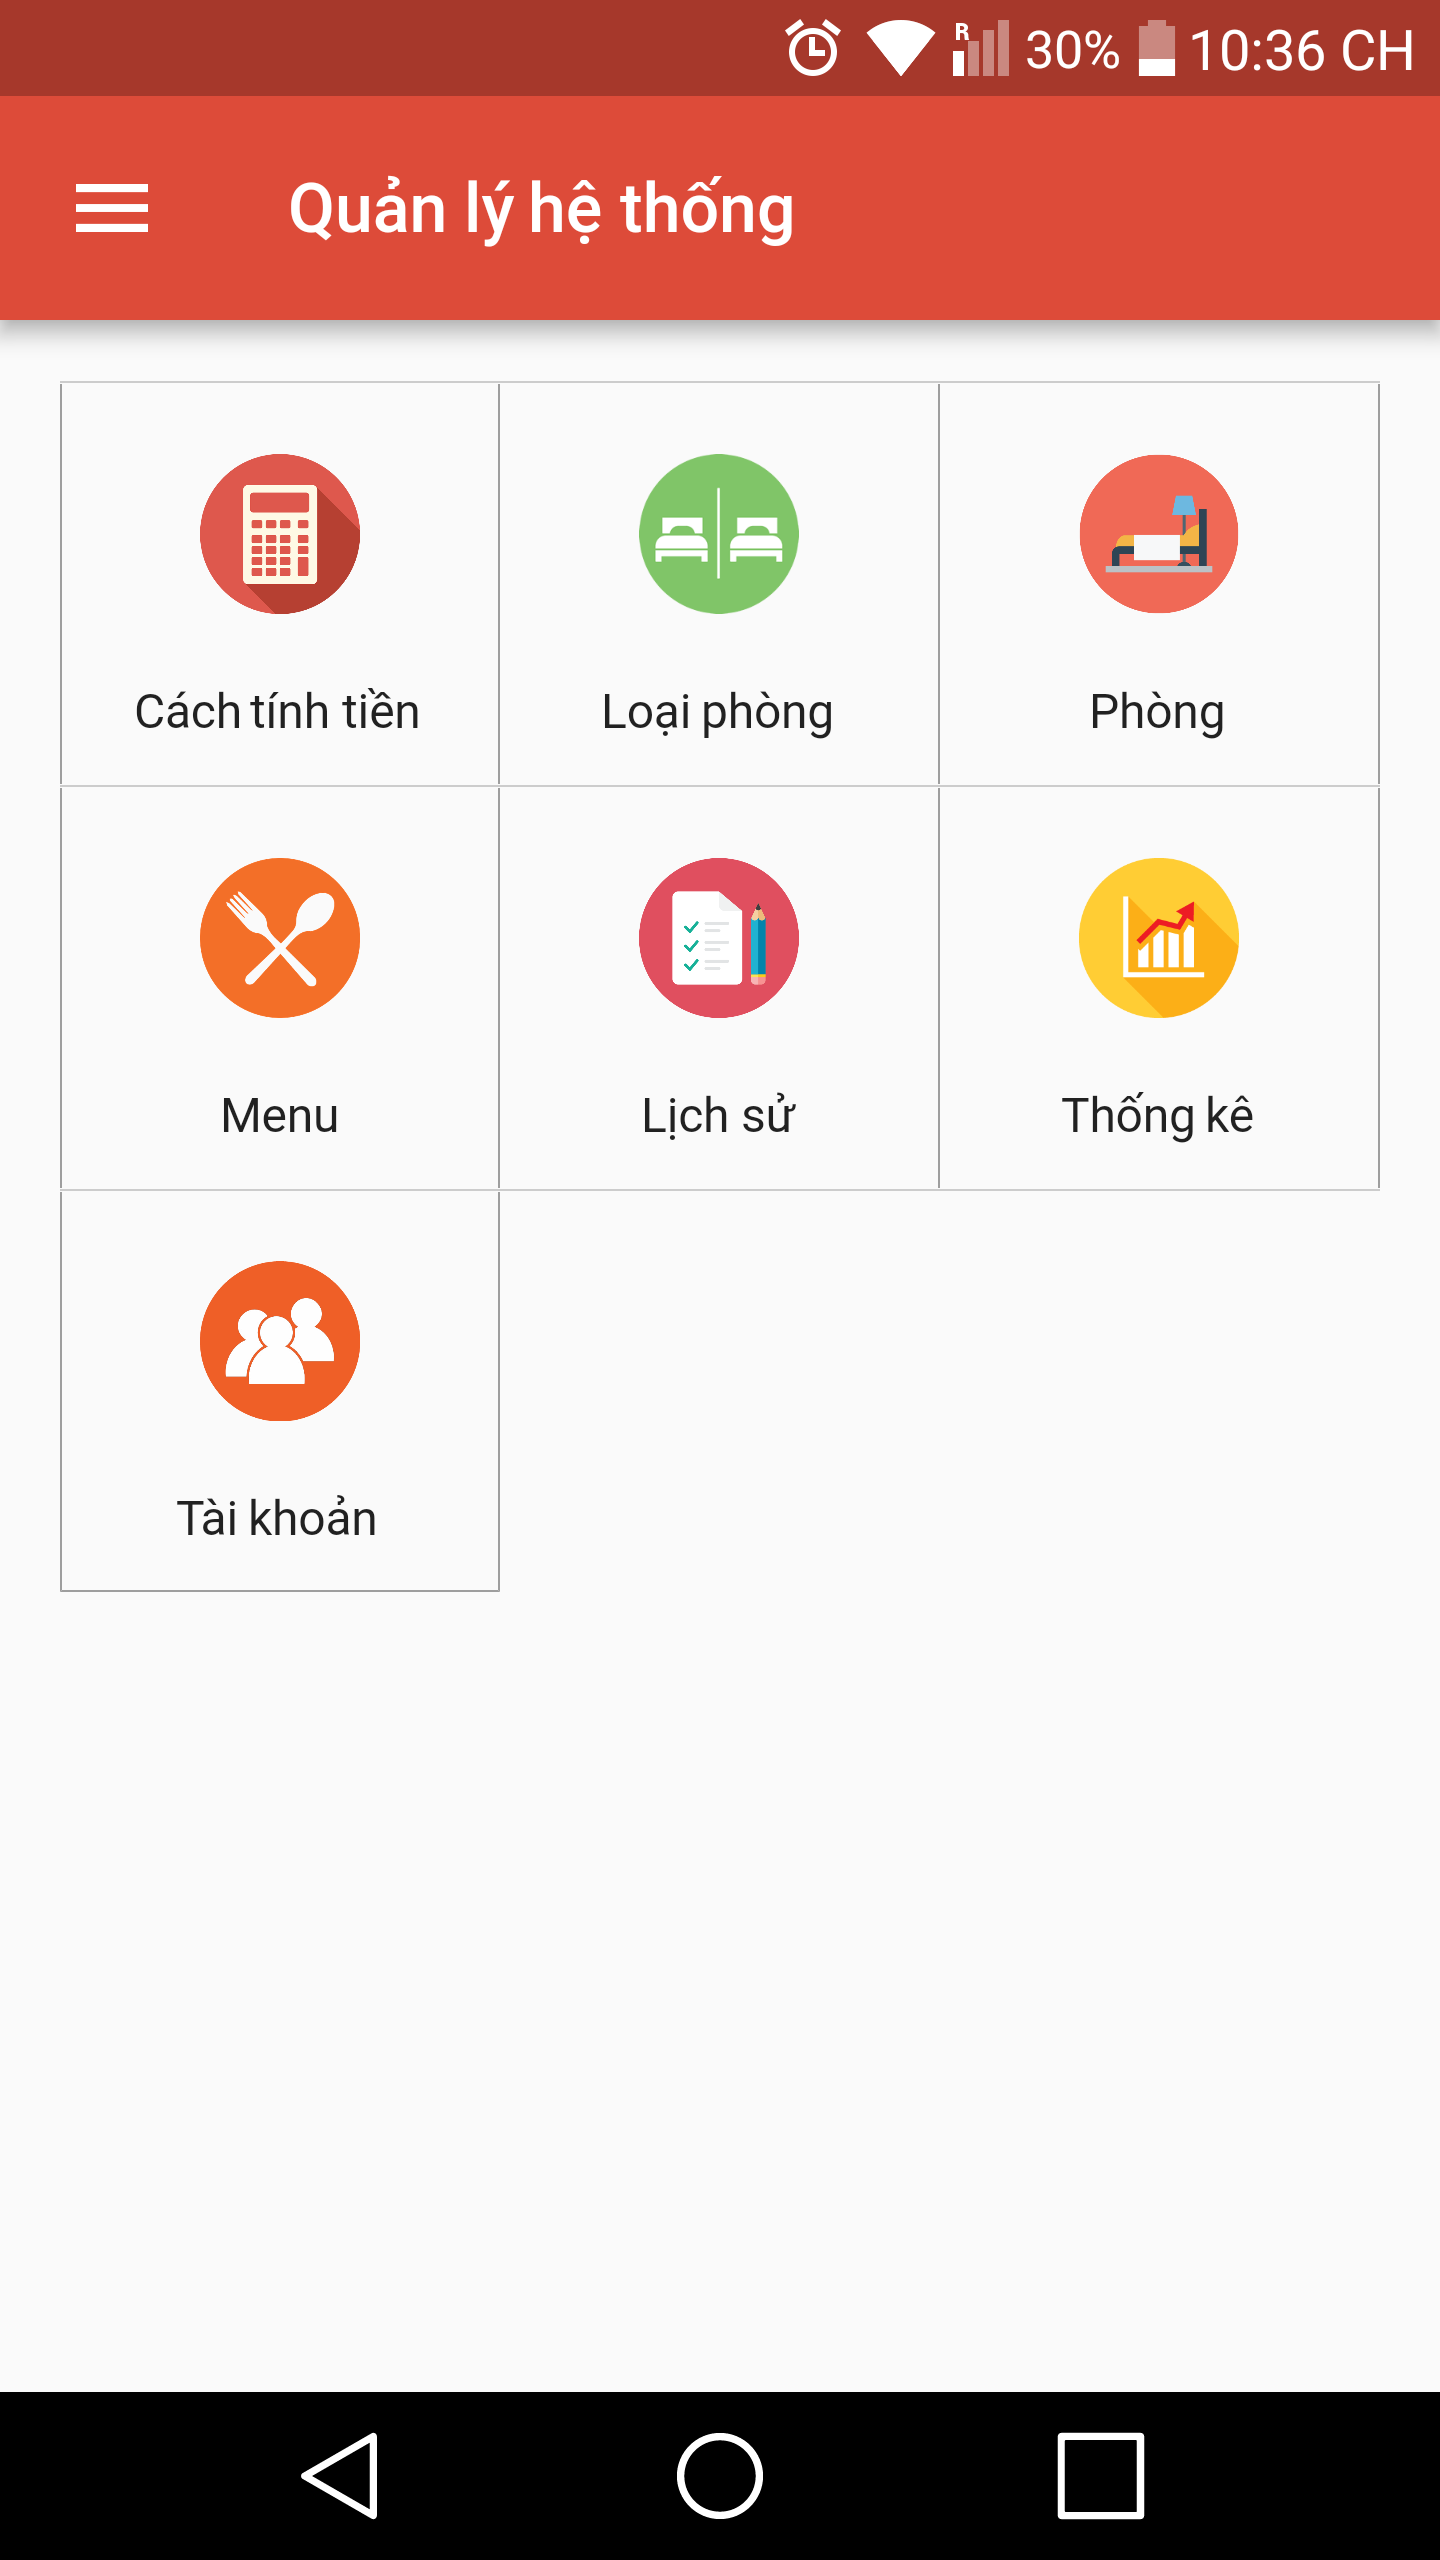 R 30% 10:36 CH
Quản lý hệ thống
Cách tính tiền
Loại phòng
Phòng
Menu
Lịch sử
Thống kê
Tài khoản